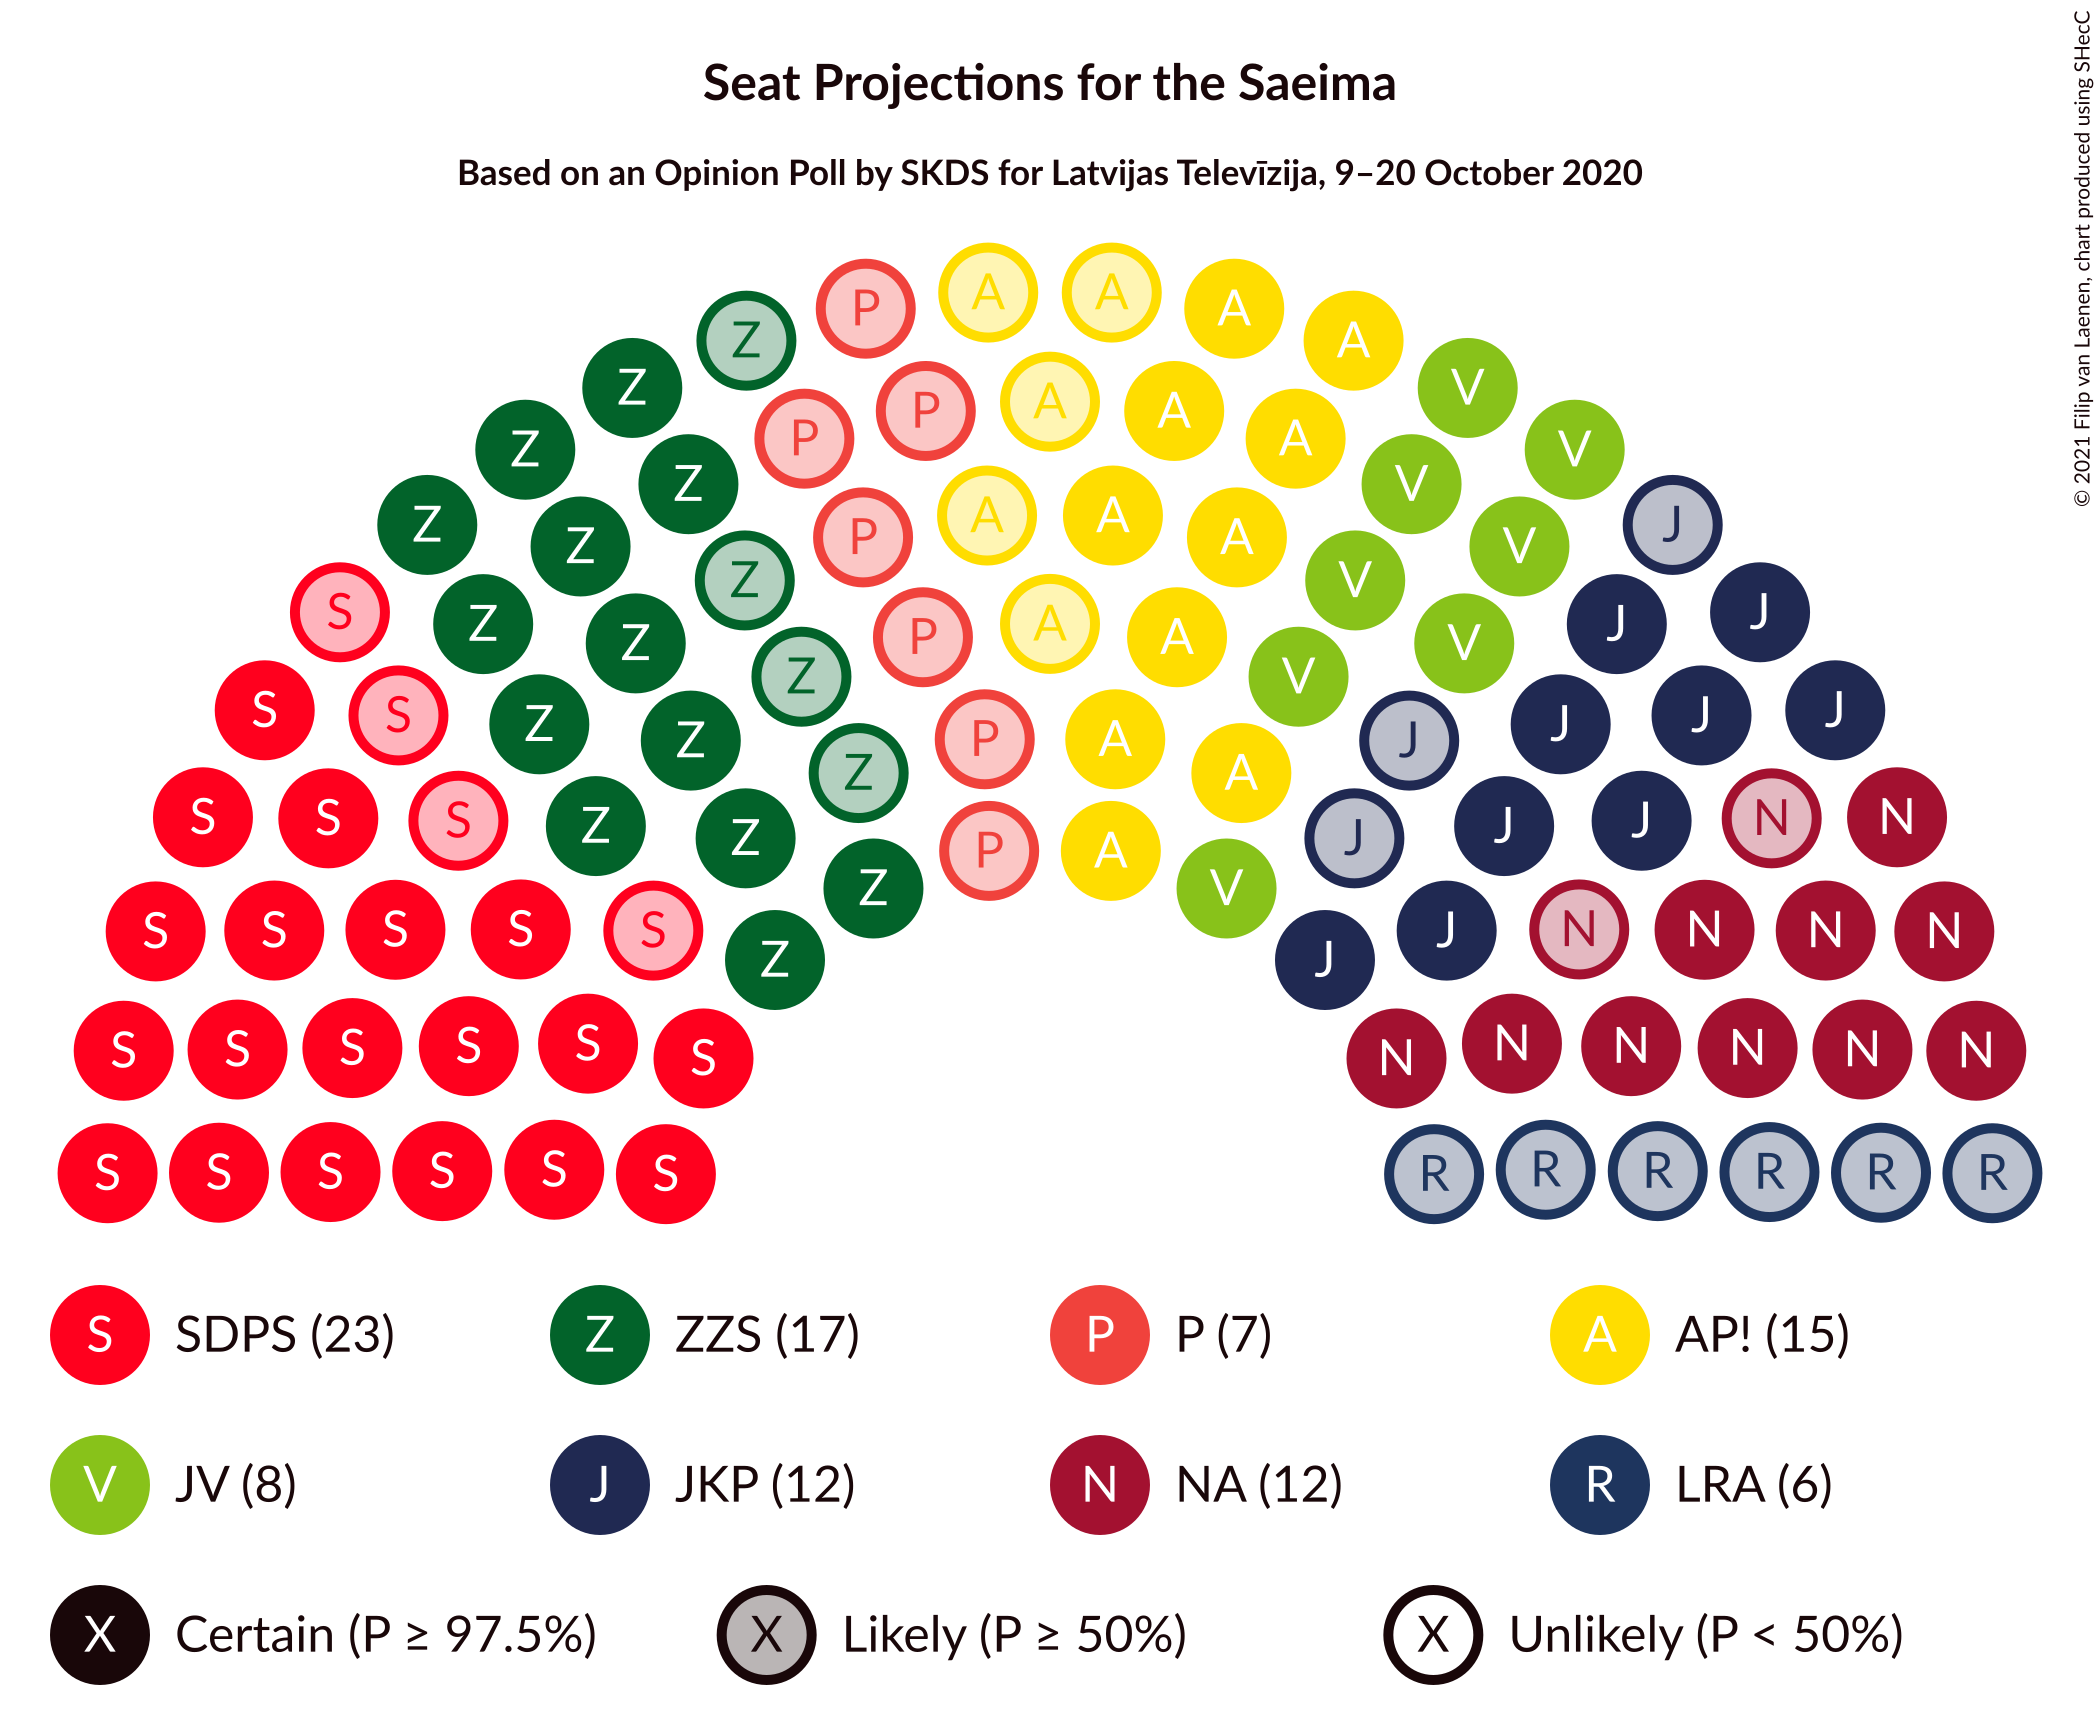 Seat Projections for the Saeima
Based on an Opinion Poll by SKDS for Latvijas Televīzija, 9–20 October 2020
© 2021 Filip van Laenen, chart produced using SHecC
P A A A
Z A
Z P P A A A V
Z Z A V
Z Z P A A A V J
S Z Z Z P A A V V J J
S S Z Z Z P A A V V J J J J
S S S Z Z Z P A A V J J J J N N
S S S S S Z Z P A V J J N N N N
S S S S S S N N N N N N
S S S S S S R R R R R R
S SDPS (23) Z ZZS (17) P P (7) A AP! (15)
V JV (8) J JKP (12) N NA (12) R LRA (6)
X Certain (P ≥ 97.5%) X Likely (P ≥ 50%) X Unlikely (P < 50%)